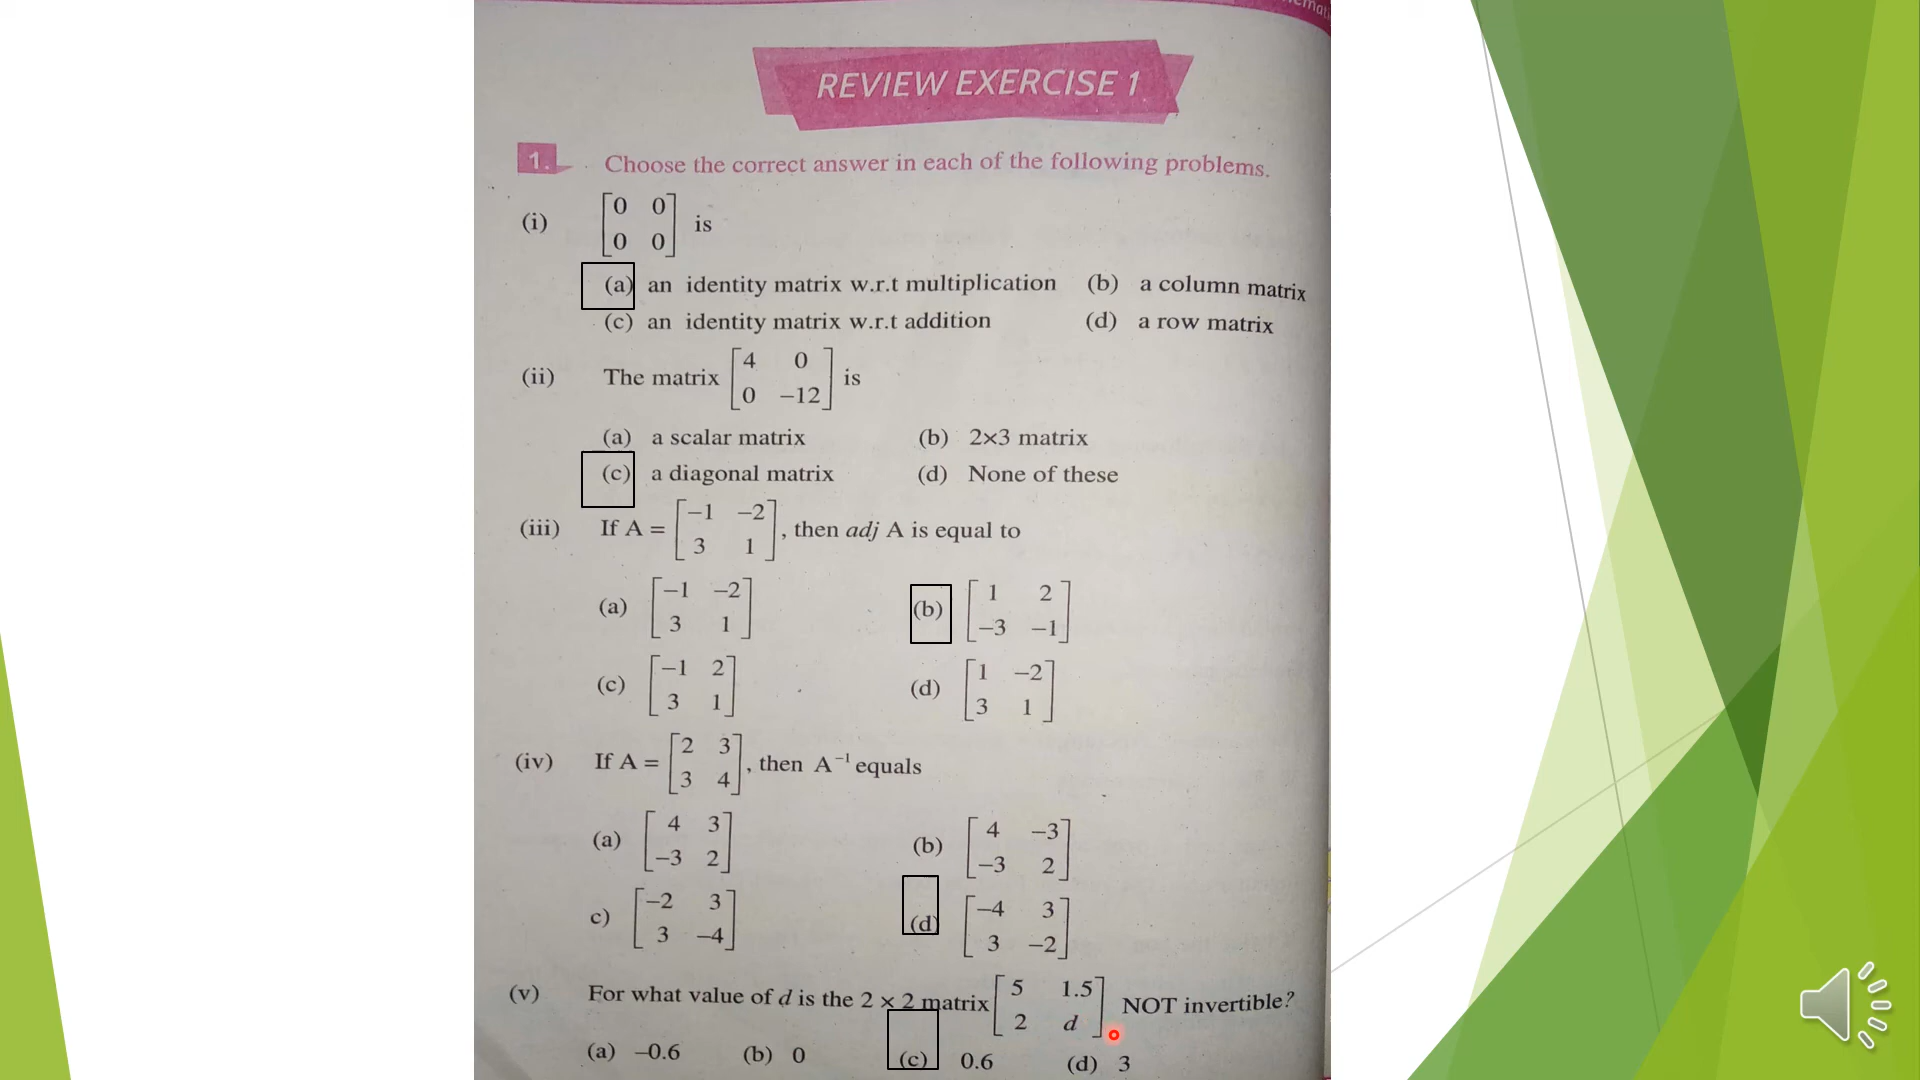 REVIEW EXERCISE 1
1. Choose the correct answer in each of the following problems.
(i) [0 0; 0 0] is
(a) an identity matrix w.r.t multiplication (b) a column matrix
(c) an identity matrix w.r.t addition (d) a row matrix
(ii) The matrix [4 0; 0 −12] is
(a) a scalar matrix (b) 2×3 matrix
(c) a diagonal matrix (d) None of these
(iii) If A = [−1 −2; 3 1], then adj A is equal to
(a) [−1 −2; 3 1] (b) [1 2; −3 −1]
(c) [−1 2; 3 1] (d) [1 −2; 3 1]
(iv) If A = [2 3; 3 4], then A⁻¹ equals
(a) [4 3; −3 2] (b) [4 −3; −3 2]
c) [−2 3; 3 −4] (d) [−4 3; 3 −2]
(v) For what value of d is the 2 × 2 matrix [5 1.5; 2 d] NOT invertible?
(a) −0.6 (b) 0 (c) 0.6 (d) 3